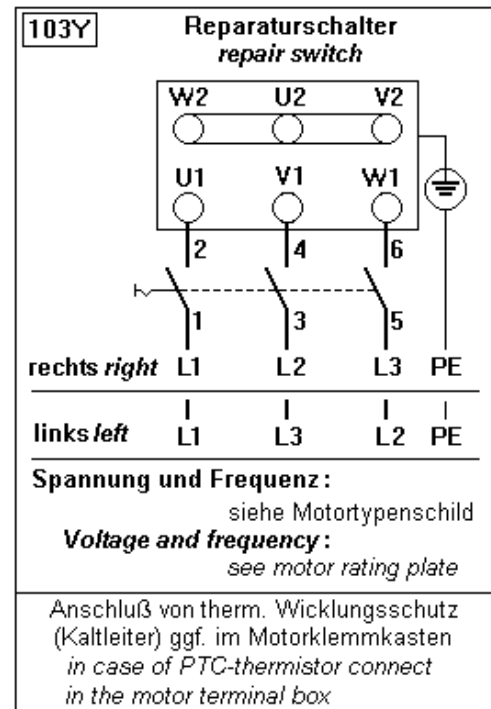 103Y
Reparaturschalter
repair switch
W2 U2 V2
U1 V1 W1
2 4 6
1 3 5
rechts right L1 L2 L3 PE
links left L1 L3 L2 PE
Spannung und Frequenz:
siehe Motortypenschild
Voltage and frequency:
see motor rating plate
Anschluß von therm. Wicklungsschutz
(Kaltleiter) ggf. im Motorklemmkasten
in case of PTC-thermistor connect
in the motor terminal box